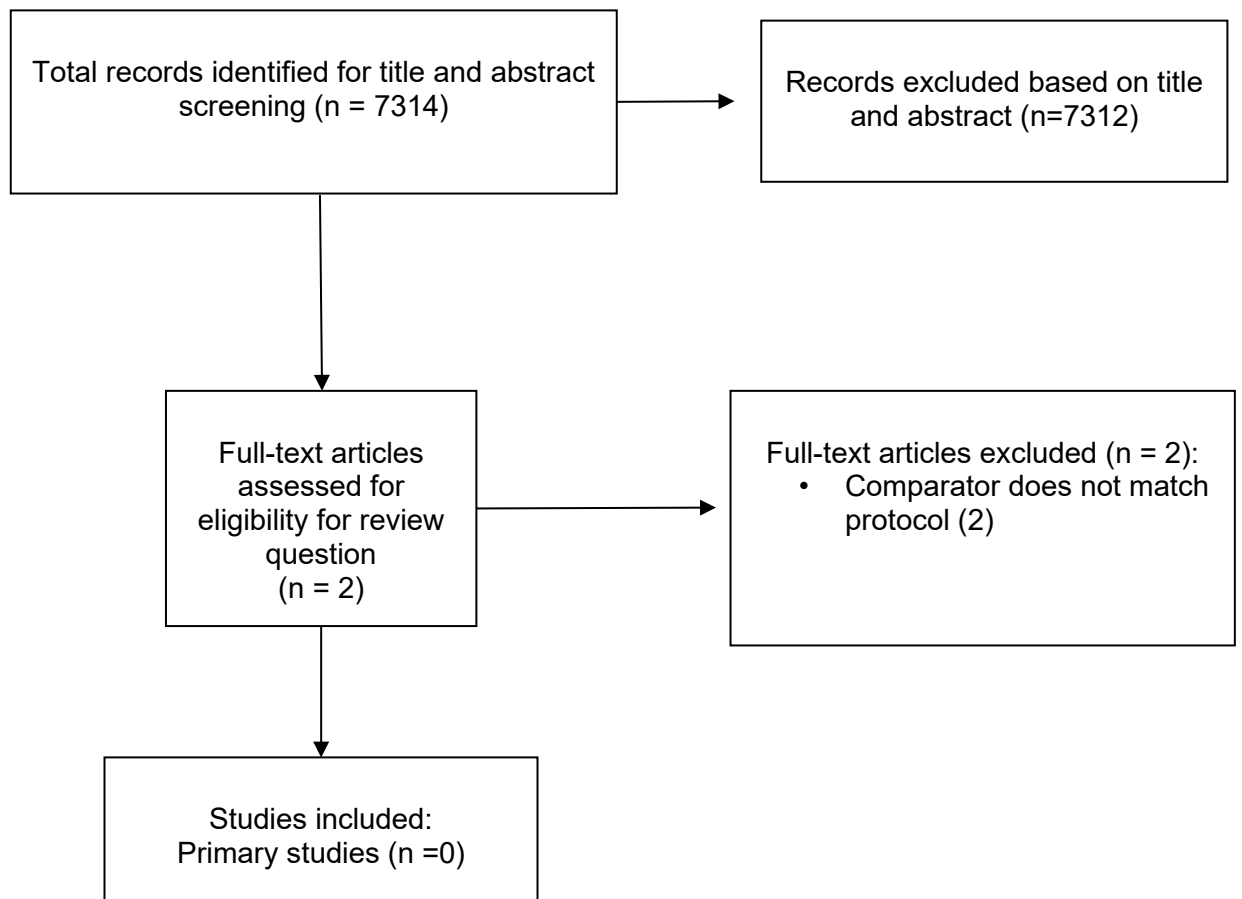 Total records identified for title and abstract
screening (n = 7314)
Records excluded based on title
and abstract (n=7312)
Full-text articles
assessed for
eligibility for review
question
(n = 2)
Full-text articles excluded (n = 2):
• Comparator does not match
protocol (2)
Studies included:
Primary studies (n =0)